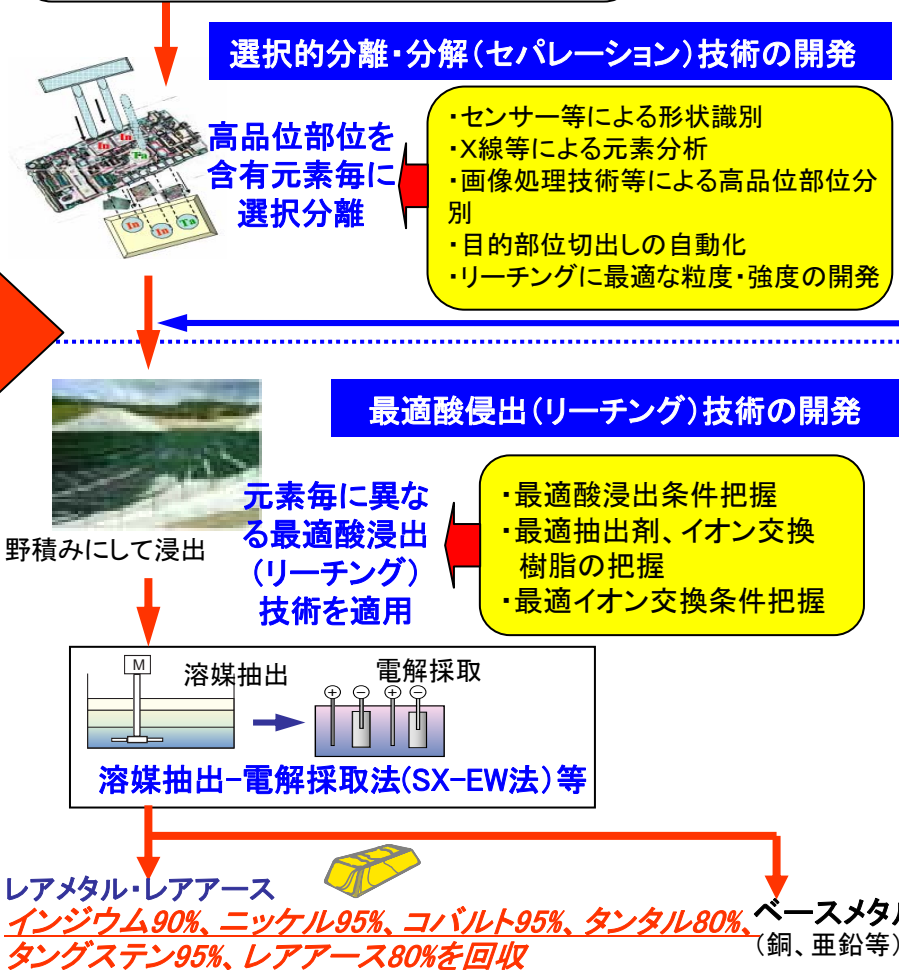 選択的分離・分解(セパレーション)技術の開発
高品位部位を
含有元素毎に
選択分離
・センサー等による形状識別
・X線等による元素分析
・画像処理技術等による高品位部位分
別
・目的部位切出しの自動化
・リーチングに最適な粒度・強度の開発
In
In
Ta
In
In
Ta
最適酸侵出(リーチング)技術の開発
元素毎に異な
る最適酸浸出
(リーチング)
技術を適用
・最適酸浸出条件把握
・最適抽出剤、イオン交換
樹脂の把握
・最適イオン交換条件把握
野積みにして浸出
M
溶媒抽出
電解採取
+ − + −
溶媒抽出-電解採取法(SX-EW法)等
レアメタル・レアアース
インジウム90%、ニッケル95%、コバルト95%、タンタル80%、
タングステン95%、レアアース80%を回収
ベースメタル
(銅、亜鉛等)